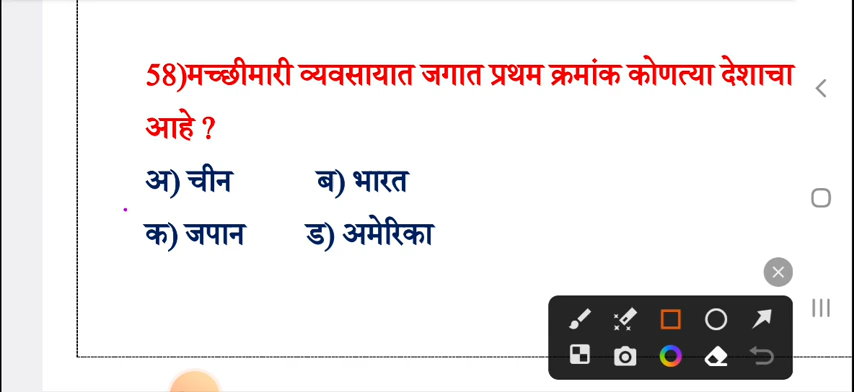 58)मच्छीमारी व्यवसायात जगात प्रथम क्रमांक कोणत्या देशाचा
आहे ?
अ) चीन ब) भारत
क) जपान ड) अमेरिका